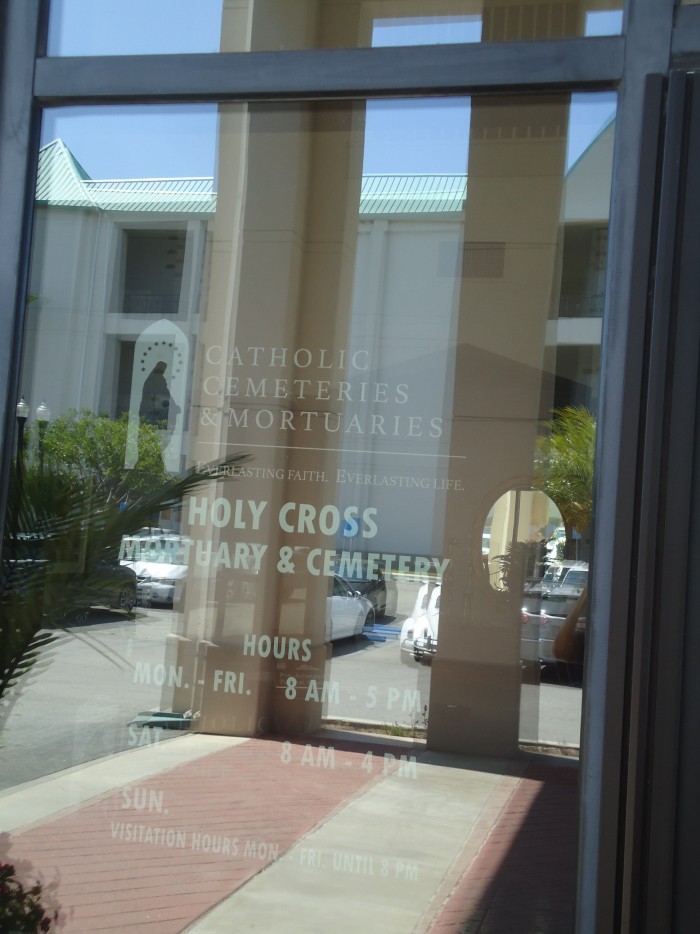 CATHOLIC
CEMETERIES
& MORTUARIES
EVERLASTING FAITH. EVERLASTING LIFE.
HOLY CROSS
MORTUARY & CEMETERY
HOURS
MON. - FRI. 8 AM - 5 PM
SAT. 8 AM - 4 PM
SUN.
VISITATION HOURS MON. - FRI. UNTIL 8 PM